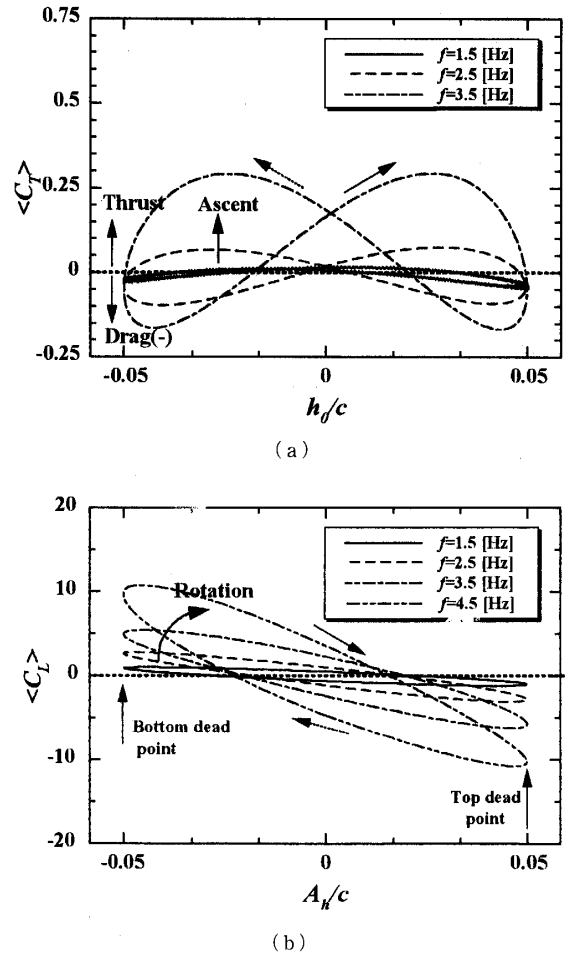 0.75
f=1.5 [Hz]
f=2.5 [Hz]
f=3.5 [Hz]
0.5
<C_T>
0.25
Thrust
Ascent
0
Drag(-)
-0.25
-0.05 0 0.05
h_0/c
(a)
20
f=1.5 [Hz]
f=2.5 [Hz]
f=3.5 [Hz]
f=4.5 [Hz]
10
Rotation
<C_L>
0
Bottom dead
point
-10
Top dead
point
-20
-0.05 0 0.05
A_h/c
(b)